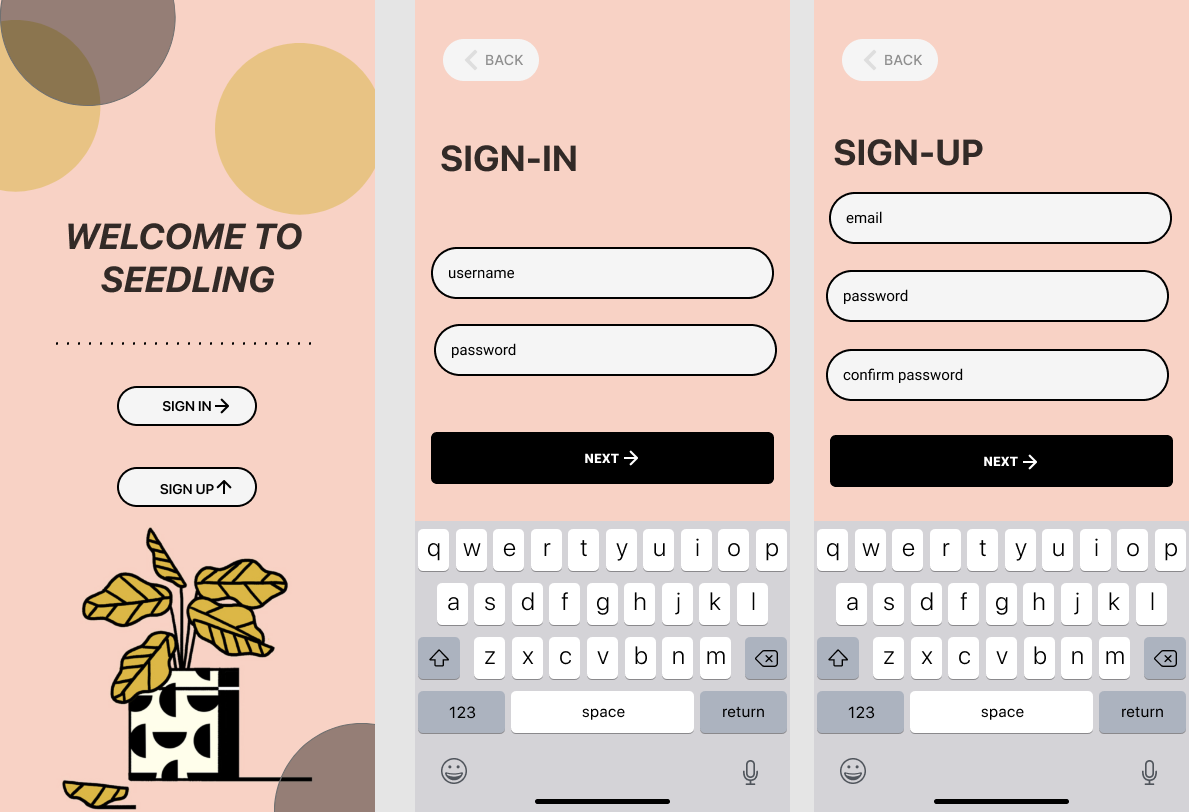 WELCOME TO
SEEDLING
SIGN IN
SIGN UP
BACK
SIGN-IN
username
password
NEXT
q w e r t y u i o p
a s d f g h j k l
z x c v b n m
123 space return
BACK
SIGN-UP
email
password
confirm password
NEXT
q w e r t y u i o p
a s d f g h j k l
z x c v b n m
123 space return